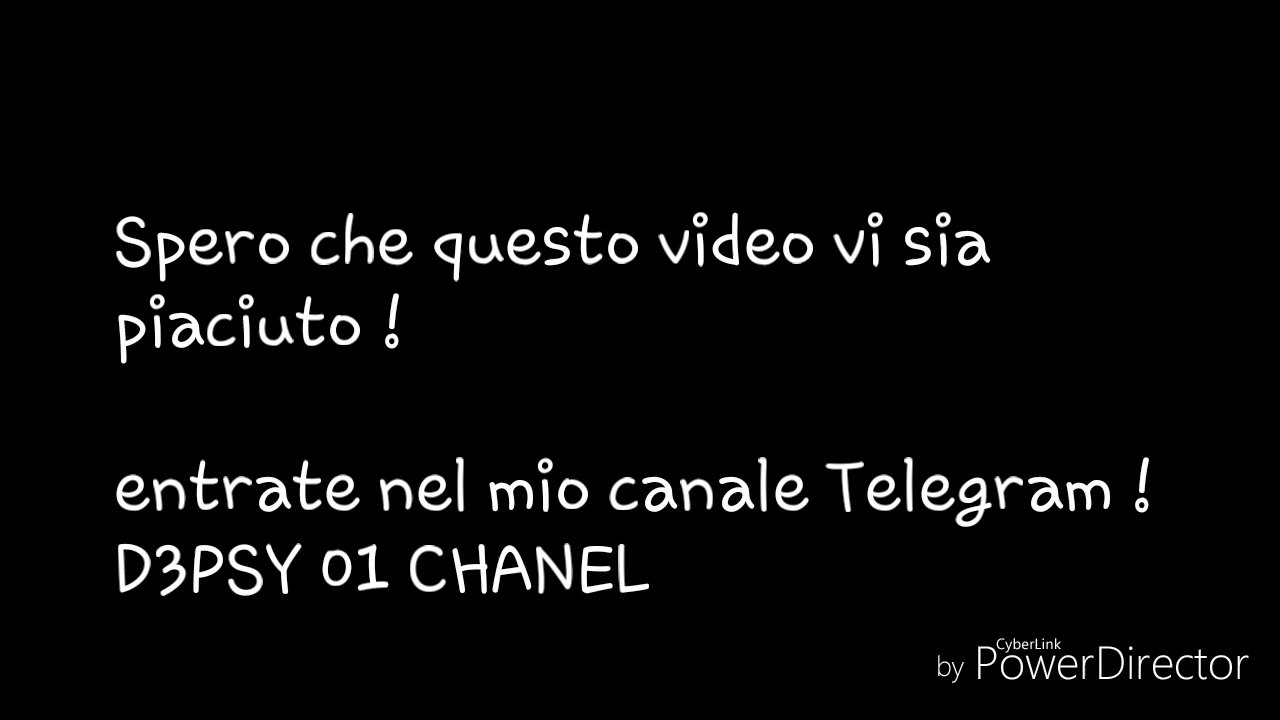 Spero che questo video vi sia
piaciuto !
entrate nel mio canale Telegram !
D3PSY 01 CHANEL
CyberLink
by PowerDirector